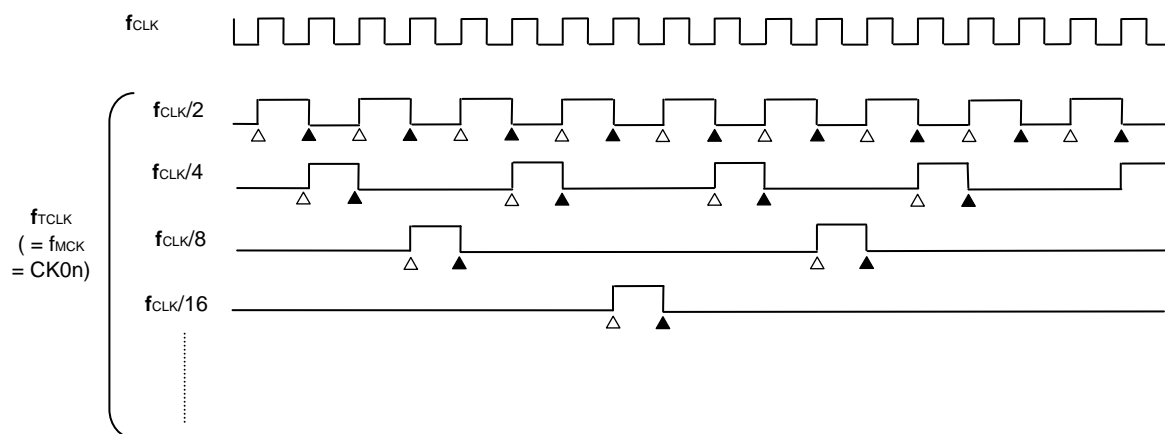 fCLK
fCLK/2
fCLK/4
fTCLK
( = fMCK
= CK0n)
fCLK/8
fCLK/16